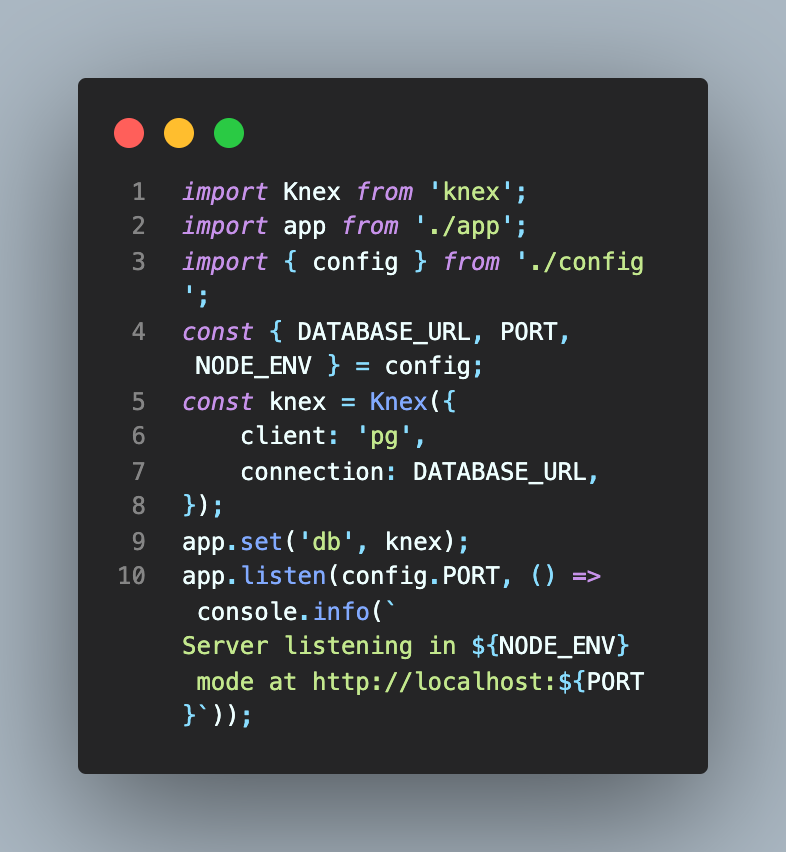 1 import Knex from 'knex';
2 import app from './app';
3 import { config } from './config
';
4 const { DATABASE_URL, PORT,
NODE_ENV } = config;
5 const knex = Knex({
6     client: 'pg',
7     connection: DATABASE_URL,
8 });
9 app.set('db', knex);
10 app.listen(config.PORT, () =>
console.info(`
Server listening in ${NODE_ENV}
mode at http://localhost:${PORT
}`));